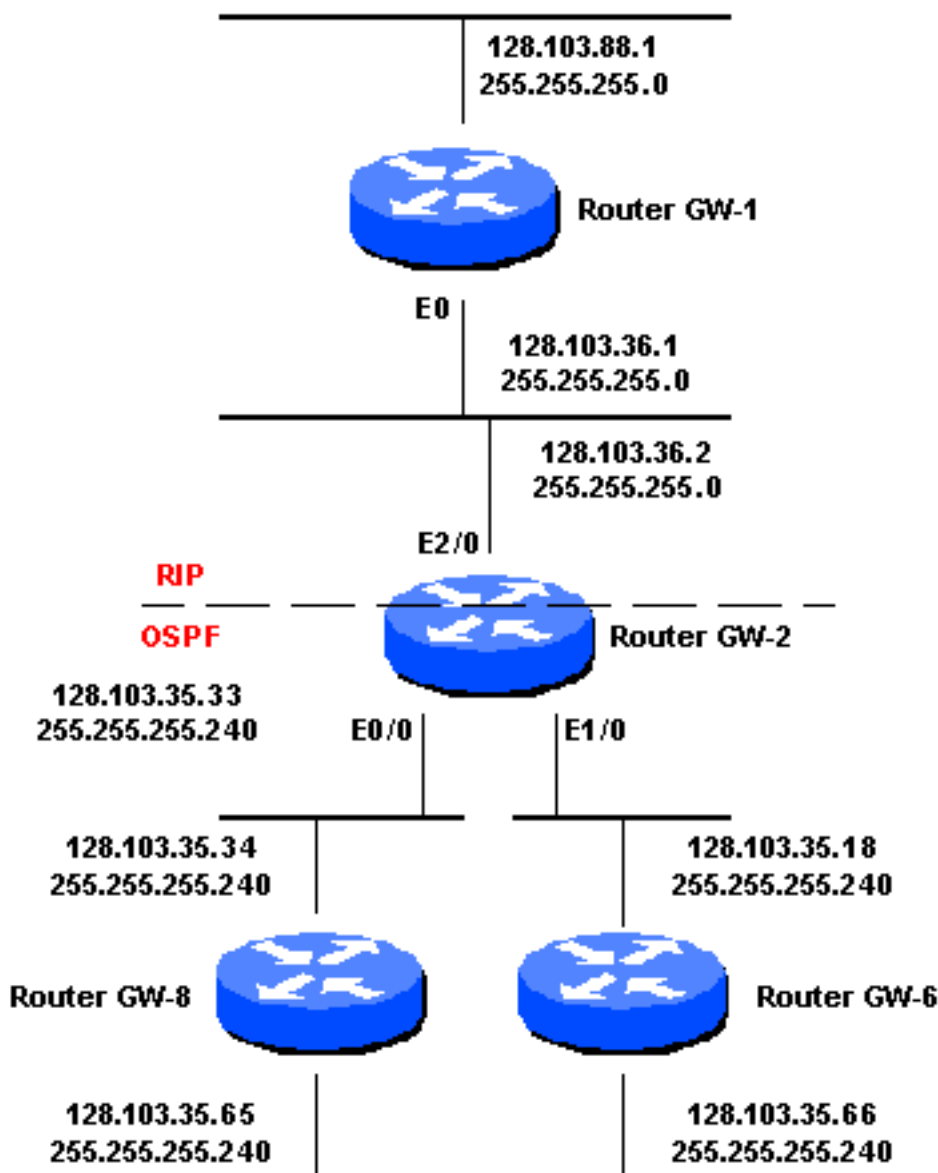 128.103.88.1
255.255.255.0
Router GW-1
E0
128.103.36.1
255.255.255.0
128.103.36.2
255.255.255.0
E2/0
RIP
OSPF
Router GW-2
128.103.35.33
255.255.255.240
E0/0
E1/0
128.103.35.34
255.255.255.240
128.103.35.18
255.255.255.240
Router GW-8
Router GW-6
128.103.35.65
255.255.255.240
128.103.35.66
255.255.255.240